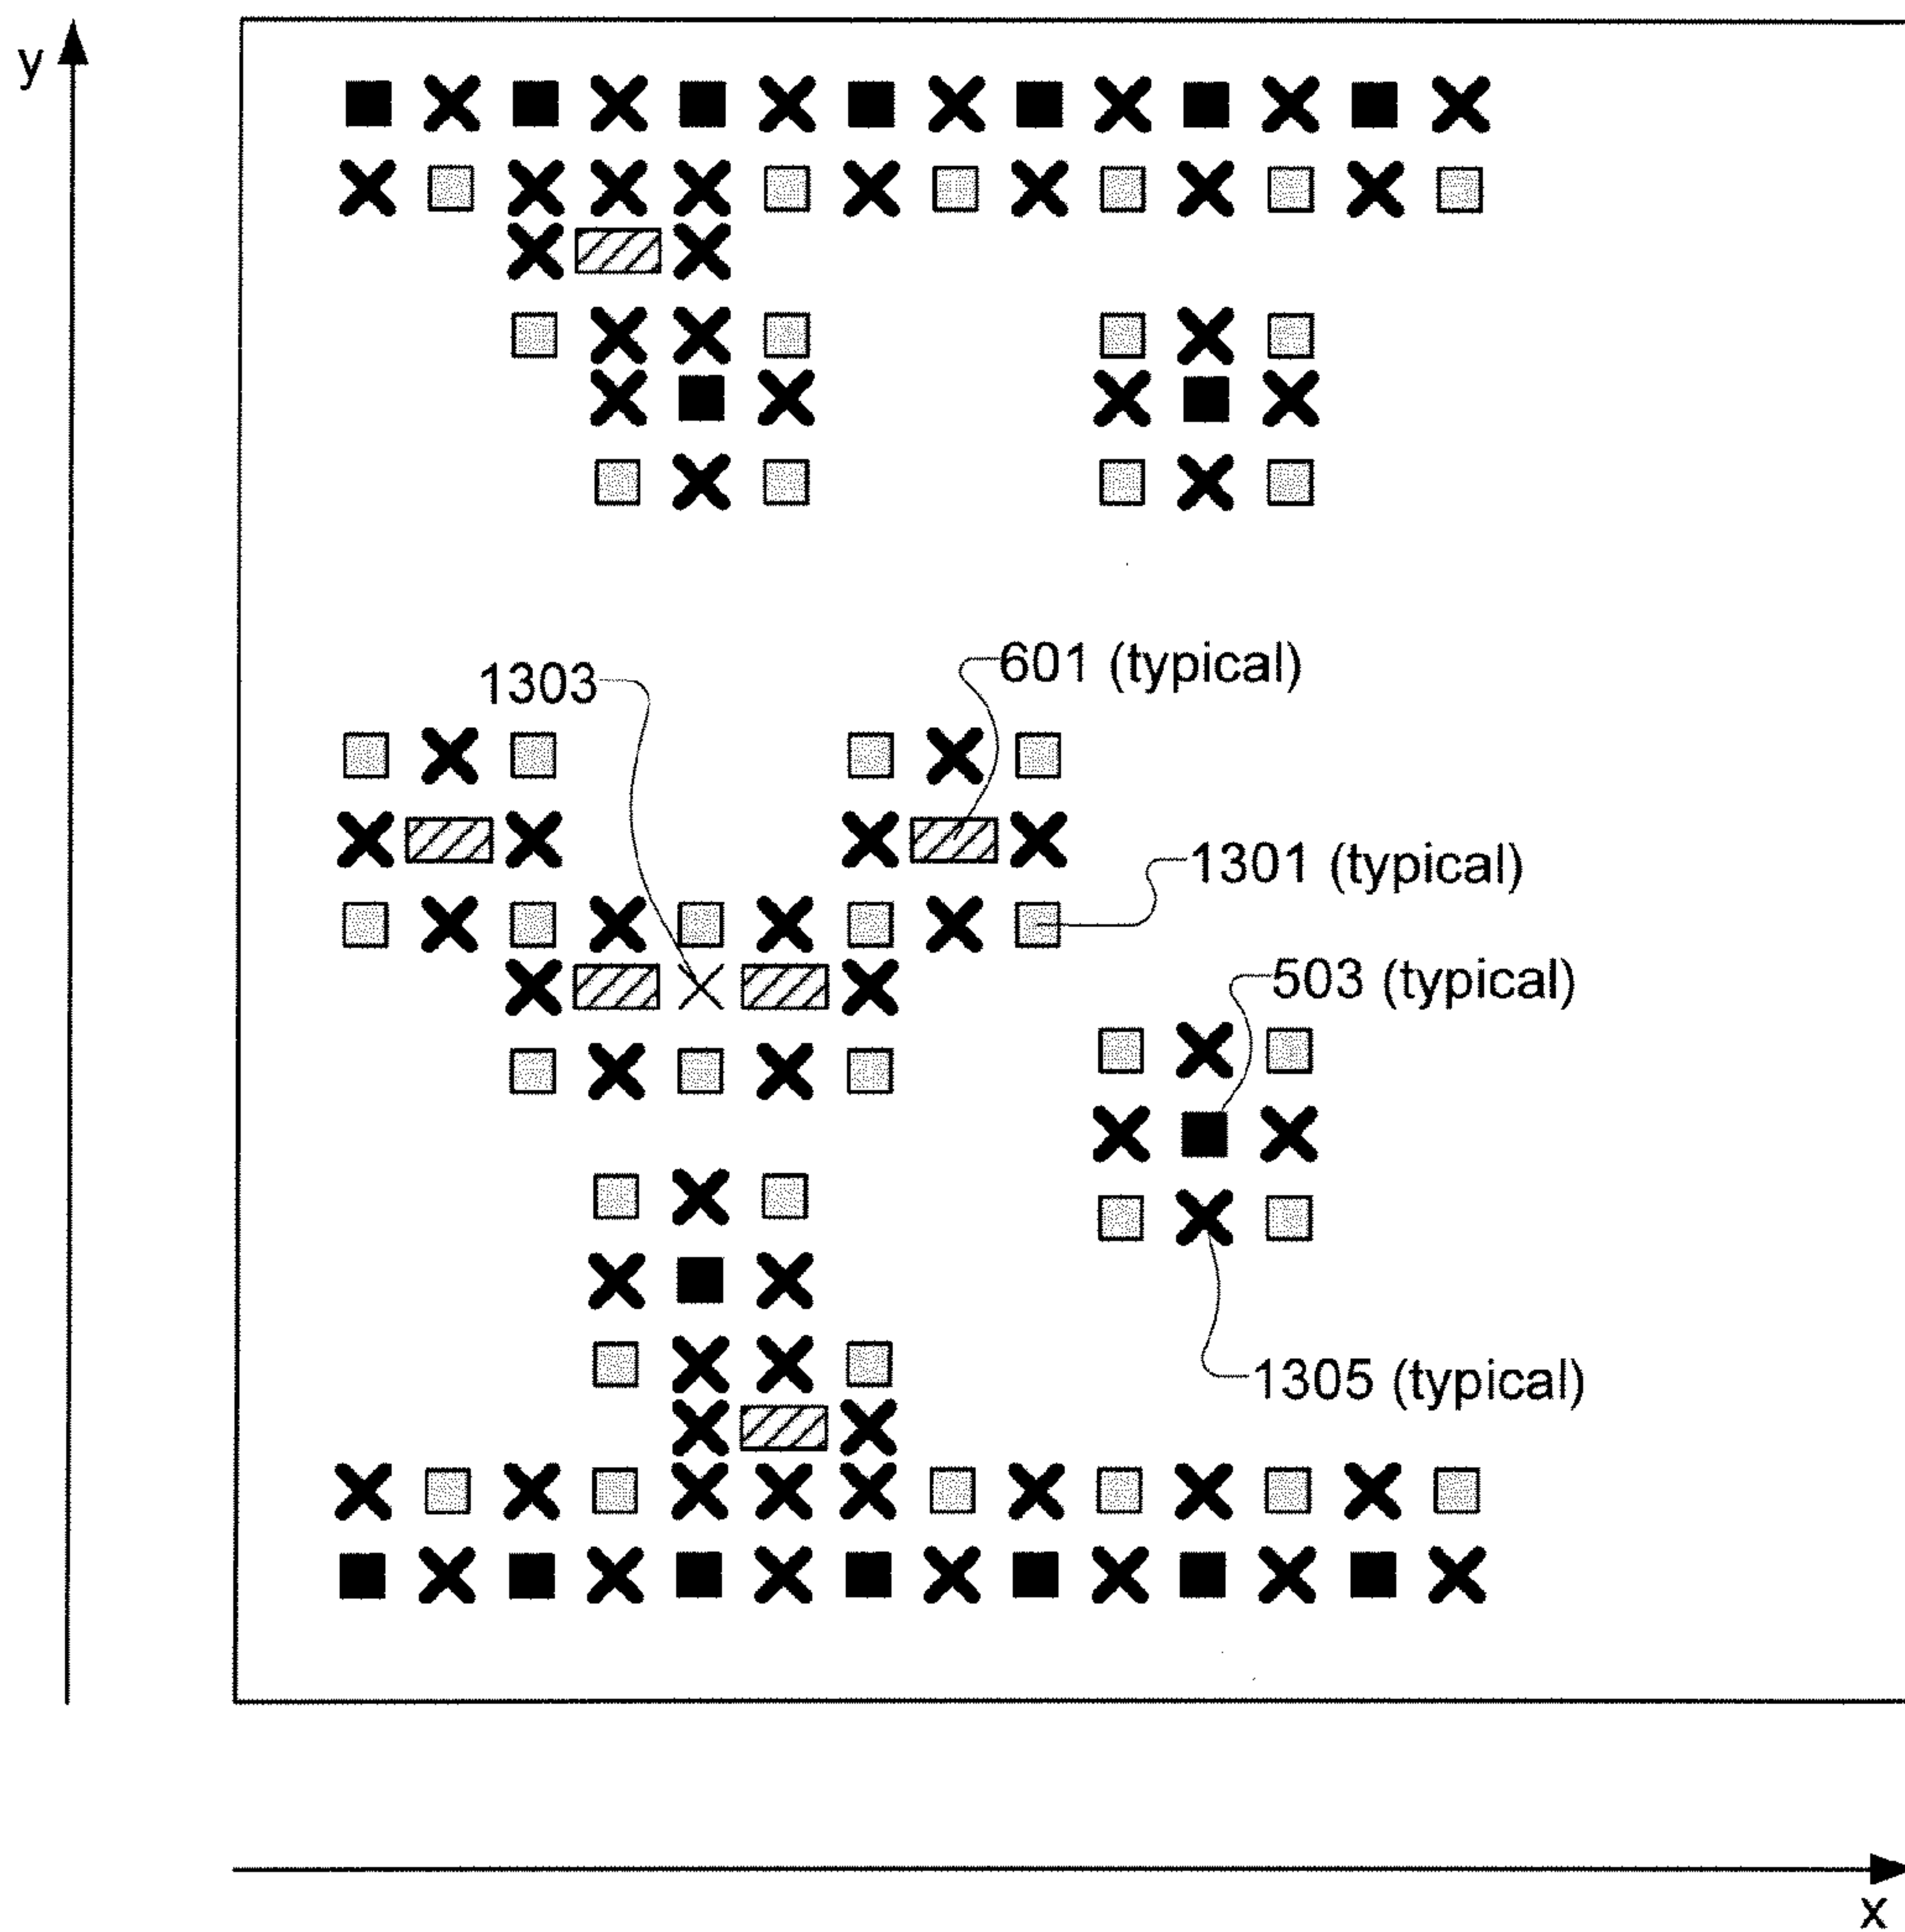 y
601 (typical)
1303
1301 (typical)
503 (typical)
1305 (typical)
x